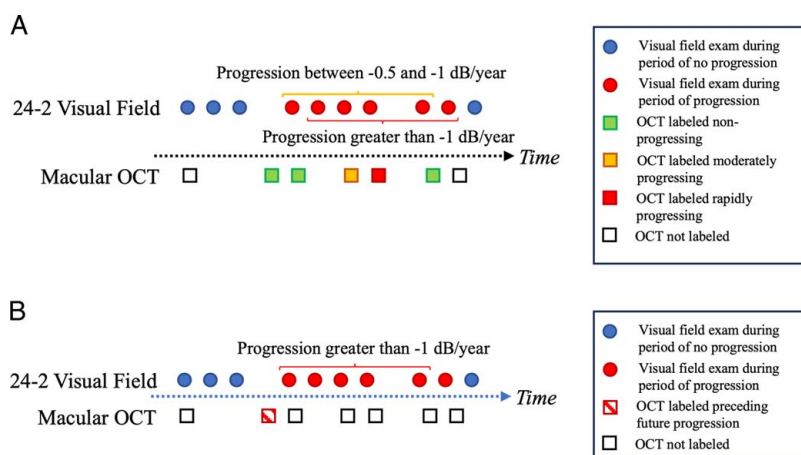 A
Progression between -0.5 and -1 dB/year
24-2 Visual Field
Progression greater than -1 dB/year
Time
Macular OCT
Visual field exam during
period of no progression
Visual field exam during
period of progression
OCT labeled non-
progressing
OCT labeled moderately
progressing
OCT labeled rapidly
progressing
OCT not labeled
B
Progression greater than -1 dB/year
24-2 Visual Field
Time
Macular OCT
Visual field exam during
period of no progression
Visual field exam during
period of progression
OCT labeled preceding
future progression
OCT not labeled